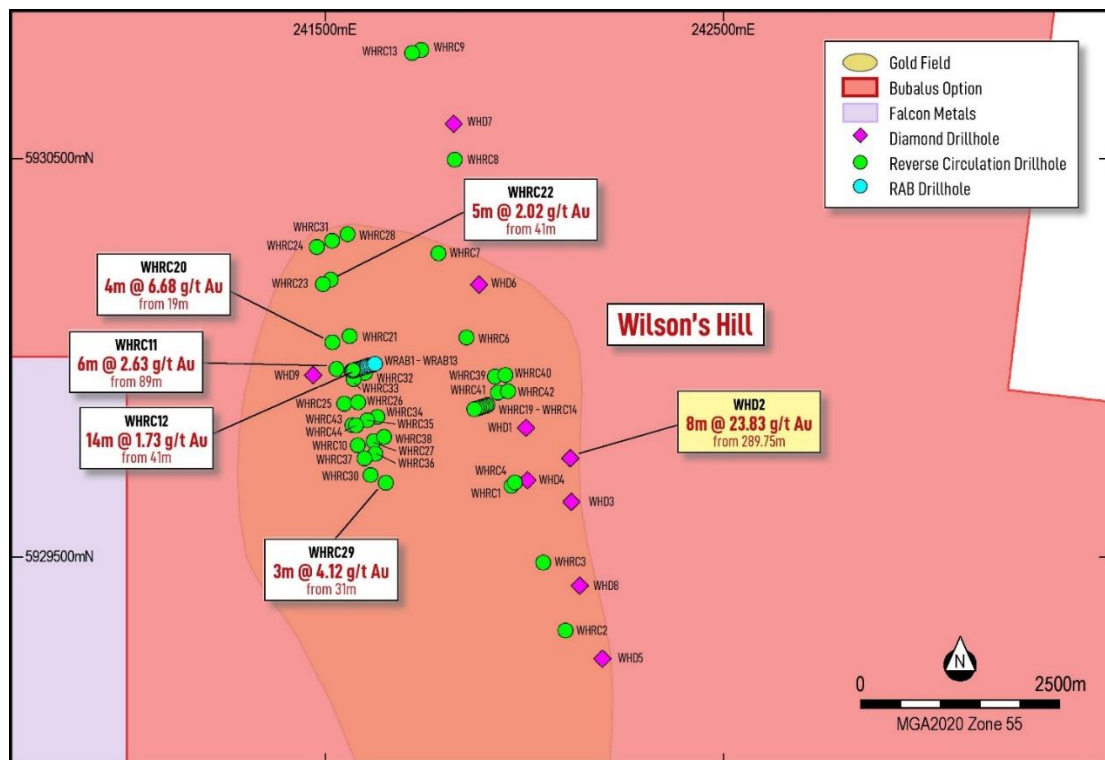 241500mE
242500mE
WHRC13
WHRC9
Gold Field
Bubalus Option
Falcon Metals
Diamond Drillhole
Reverse Circulation Drillhole
RAB Drillhole
WHD7
5930500mN
WHRC8
WHRC22
5m @ 2.02 g/t Au
from 41m
WHRC31
WHRC28
WHRC24
WHRC7
WHRC20
4m @ 6.68 g/t Au
from 19m
WHRC23
WHD6
Wilson's Hill
WHRC21
WHRC6
WHRC11
6m @ 2.63 g/t Au
from 89m
WRAB1 - WRAB13
WHD9
WHRC32
WHRC33
WHRC39
WHRC40
WHRC41
WHRC42
WHRC12
14m @ 1.73 g/t Au
from 41m
WHRC25
WHRC26
WHRC34
WHRC19 - WHRC14
WHRC43
WHRC35
WHRC44
WHD1
WHD2
8m @ 23.83 g/t Au
from 289.75m
WHRC38
WHRC10
WHRC27
WHRC37
WHRC36
WHRC30
WHRC4
WHD4
WHRC1
WHD3
WHRC29
3m @ 4.12 g/t Au
from 31m
5929500mN
WHRC3
WHD8
WHRC2
WHD5
N
0
2500m
MGA2020 Zone 55